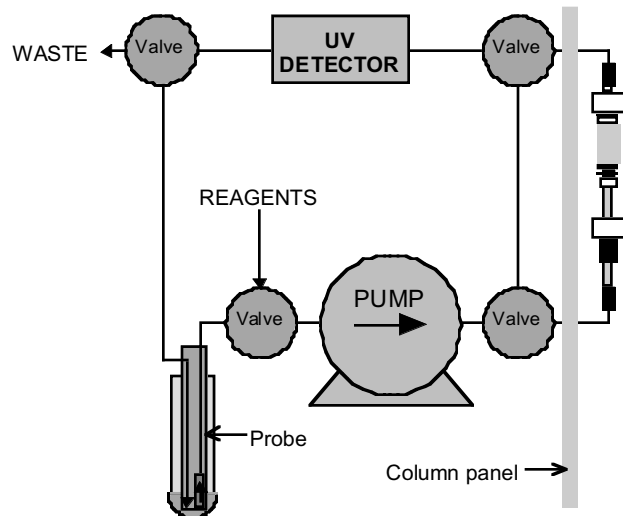 WASTE
Valve
UV
DETECTOR
Valve
REAGENTS
Valve
PUMP
Valve
Probe
Column panel